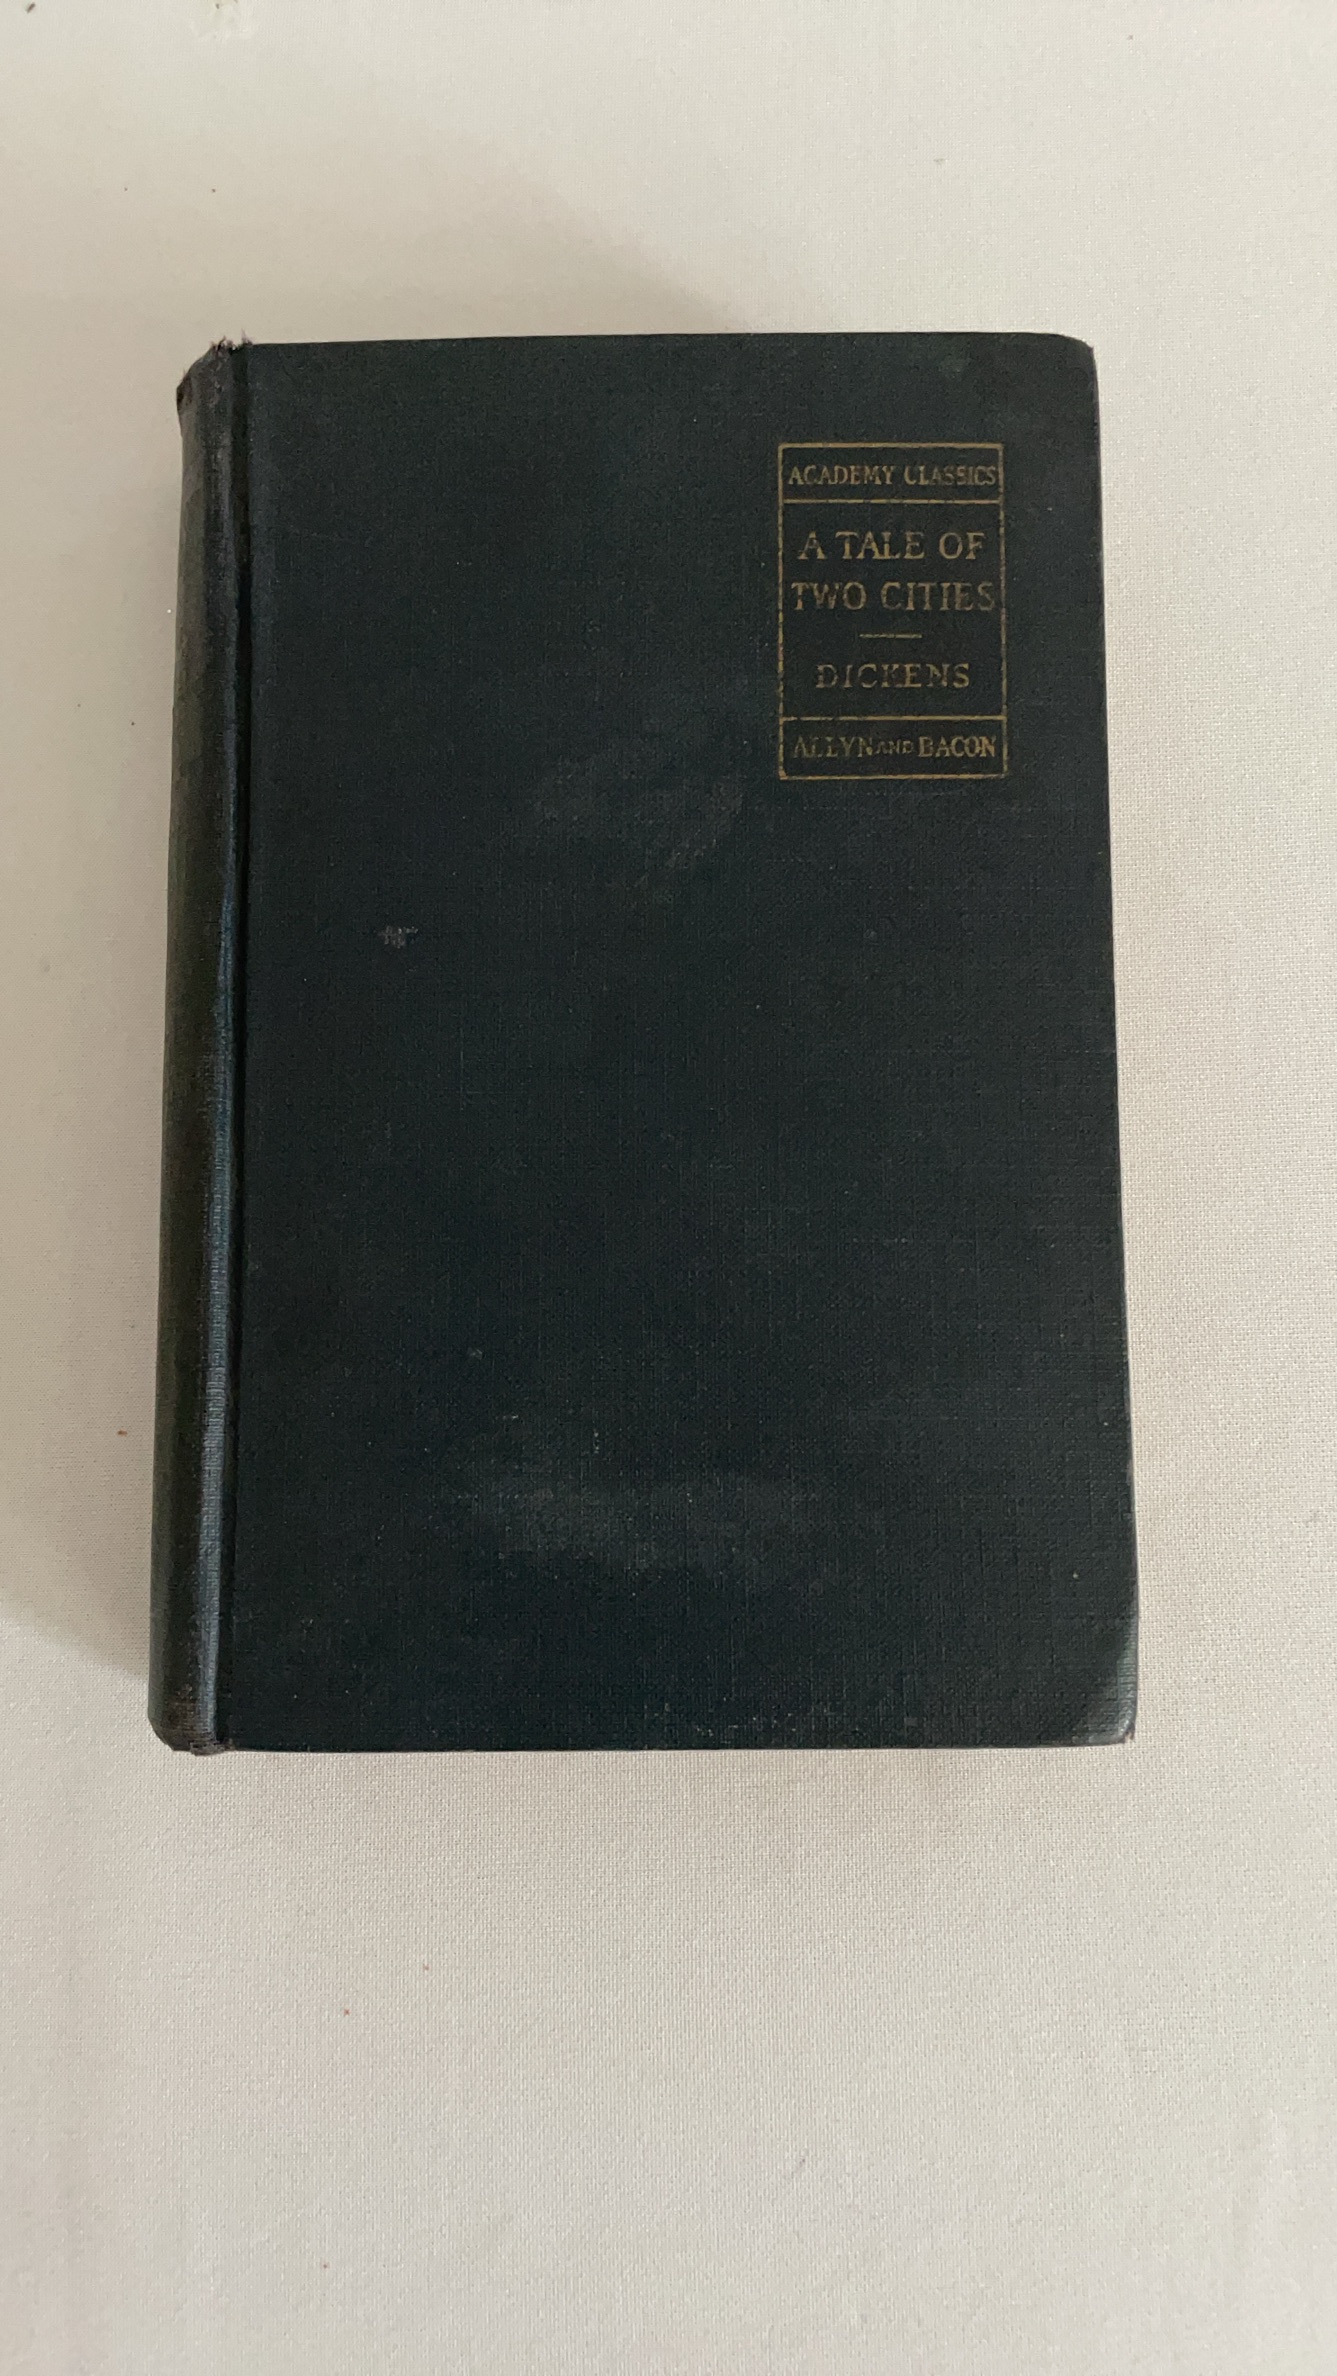 ACADEMY CLASSICS
A TALE OF
TWO CITIES
DICKENS
ALLYN AND BACON